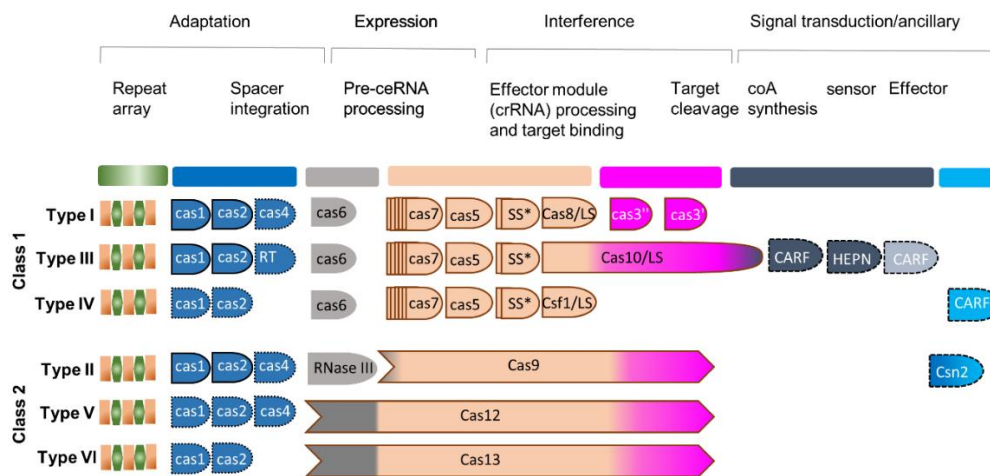 Adaptation Expression Interference Signal transduction/ancillary
Repeat array Spacer integration Pre-ceRNA processing Effector module (crRNA) processing and target binding Target cleavage coA synthesis sensor Effector
Class 1
Type I cas1 cas2 cas4 cas6 cas7 cas5 SS* Cas8/LS cas3'' cas3'
Type III cas1 cas2 RT cas6 cas7 cas5 SS* Cas10/LS CARF HEPN CARF
Type IV cas1 cas2 cas6 cas7 cas5 SS* Csf1/LS CARF
Class 2
Type II cas1 cas2 cas4 RNase III Cas9 Csn2
Type V cas1 cas2 cas4 Cas12
Type VI cas1 cas2 Cas13